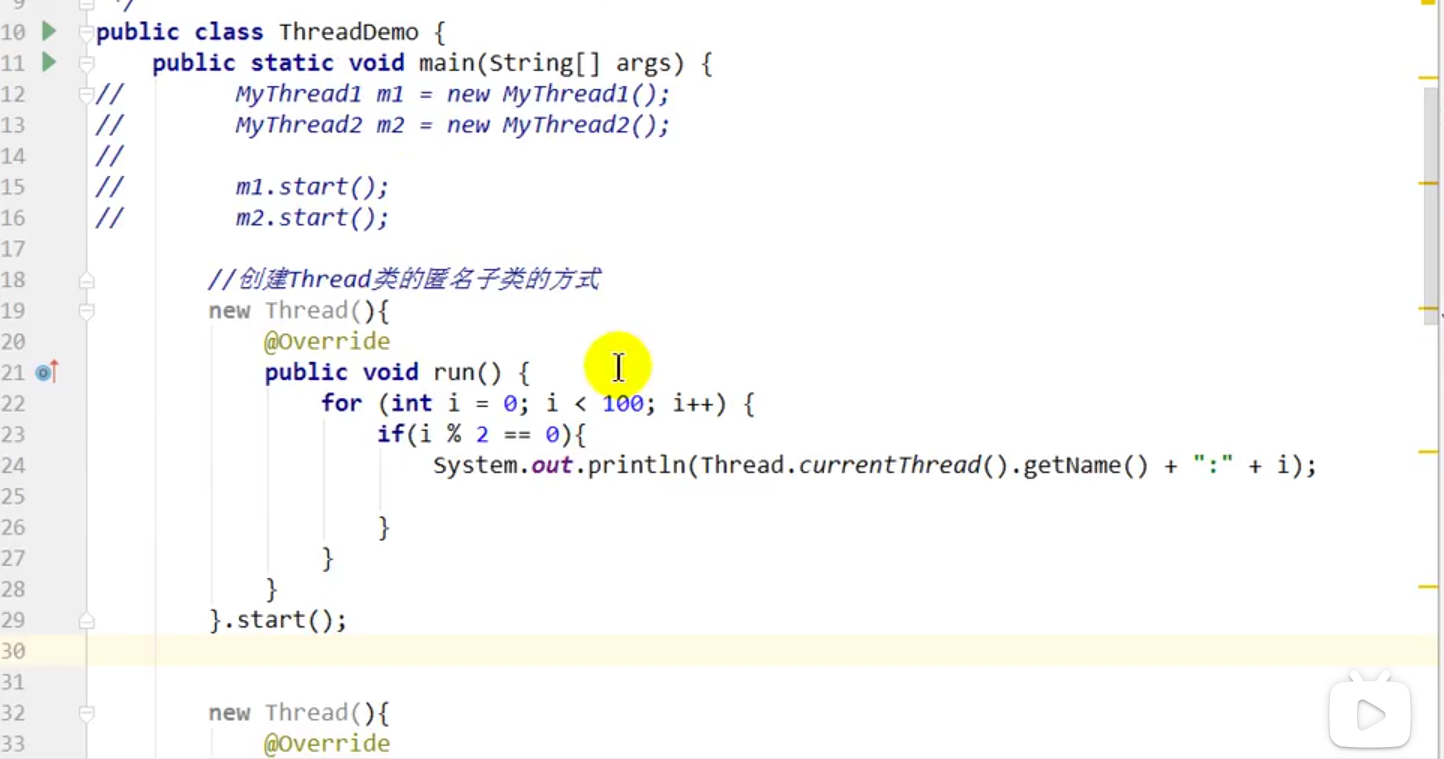 9 */
10 public class ThreadDemo {
11 public static void main(String[] args) {
12 // MyThread1 m1 = new MyThread1();
13 // MyThread2 m2 = new MyThread2();
14 //
15 // m1.start();
16 // m2.start();
17
18 //创建Thread类的匿名子类的方式
19 new Thread(){
20 @Override
21 public void run() {
22 for (int i = 0; i < 100; i++) {
23 if(i % 2 == 0){
24 System.out.println(Thread.currentThread().getName() + ":" + i);
25
26 }
27 }
28 }
29 }.start();
30
31
32 new Thread(){
33 @Override